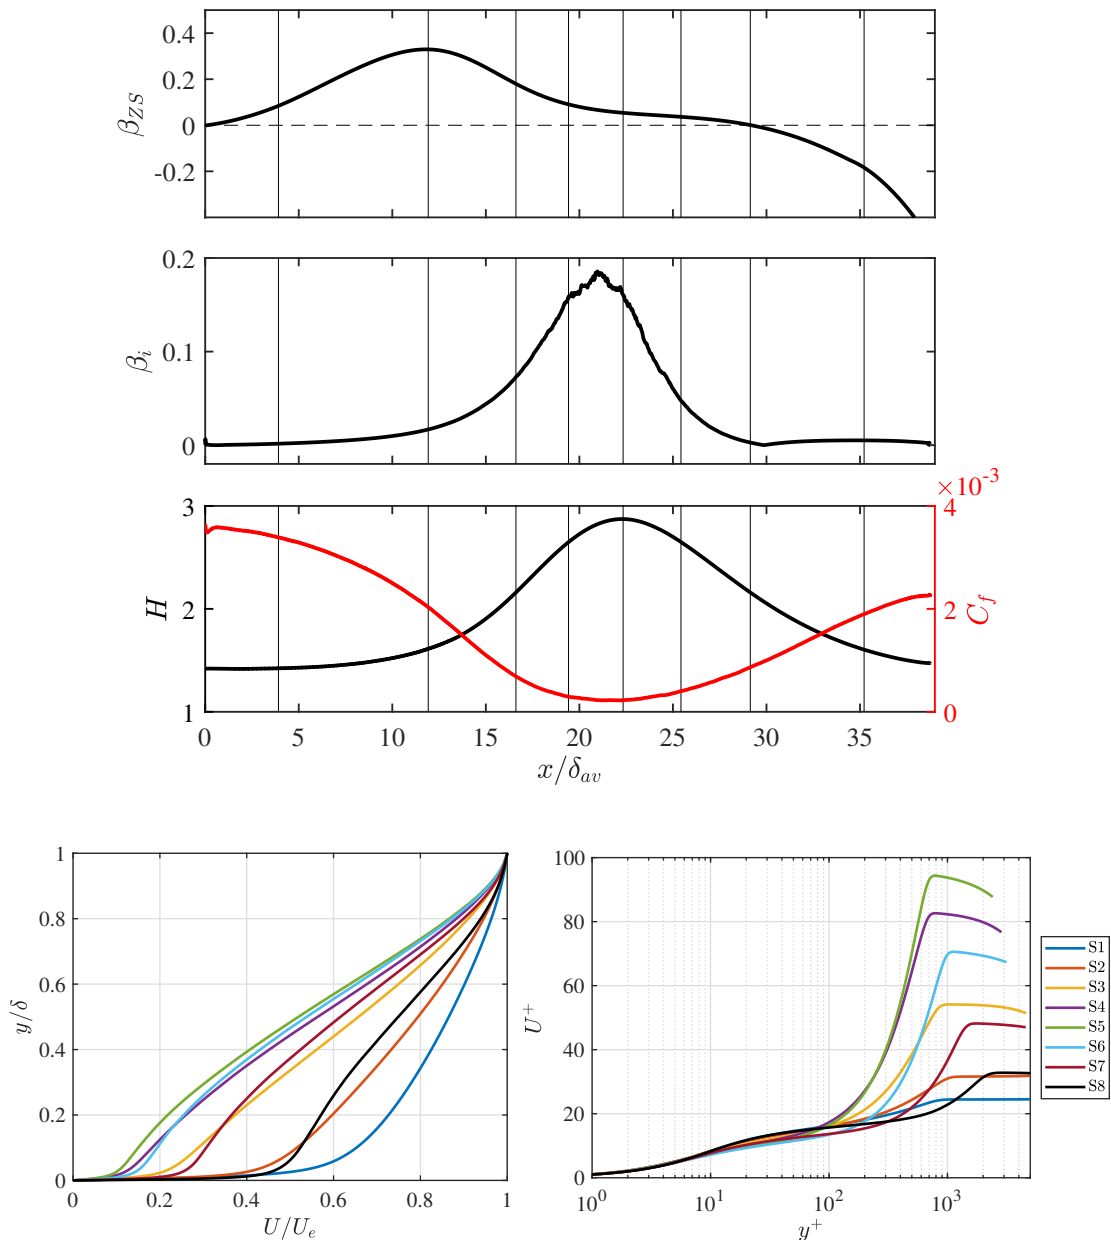 0.4
0.2
0
-0.2
β_ZS
0.2
0.1
0
β_i
×10^-3
3
2
1
H
4
2
0
C_f
0 5 10 15 20 25 30 35
x/δ_av
1
0.8
0.6
0.4
0.2
0
y/δ
0 0.2 0.4 0.6 0.8 1
U/U_e
100
80
60
40
20
0
U^+
10^0 10^1 10^2 10^3
y^+
S1
S2
S3
S4
S5
S6
S7
S8